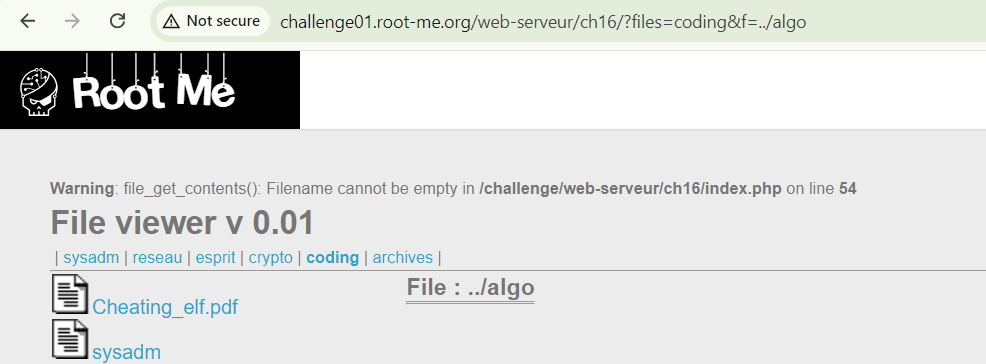 Not secure challenge01.root-me.org/web-serveur/ch16/?files=coding&f=../algo
Root Me
Warning: file_get_contents(): Filename cannot be empty in /challenge/web-serveur/ch16/index.php on line 54
File viewer v 0.01
| sysadm | reseau | esprit | crypto | coding | archives |
File : ../algo
Cheating_elf.pdf
sysadm